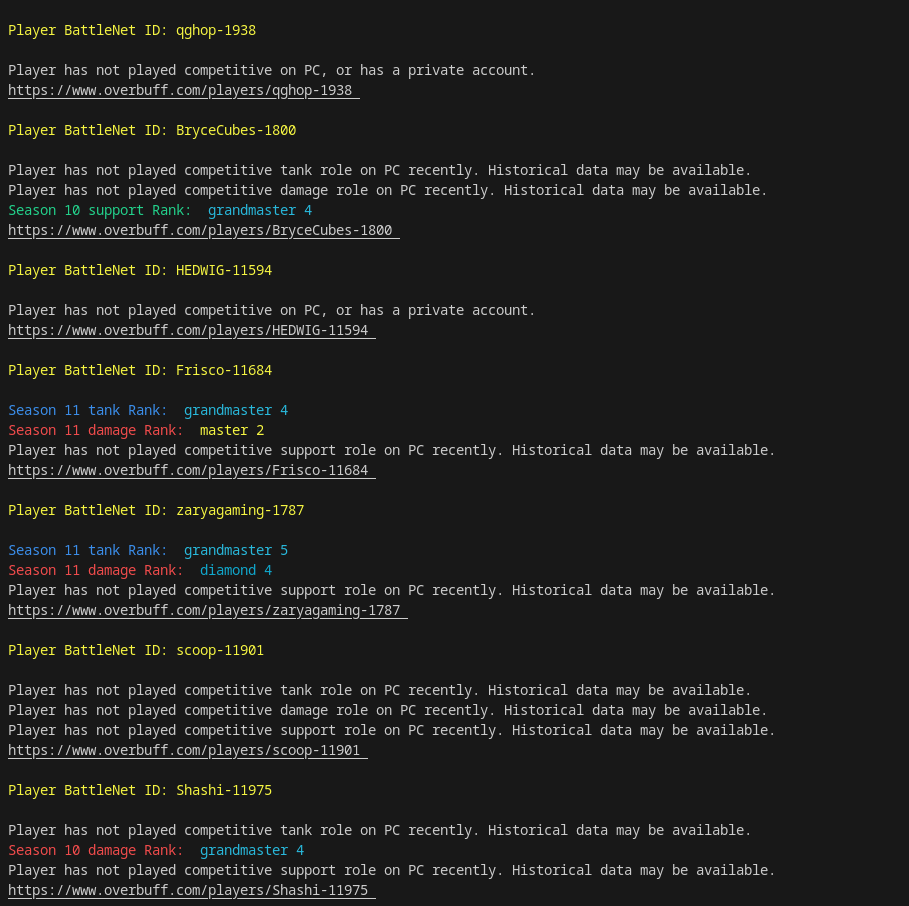 Player BattleNet ID: qghop-1938
Player has not played competitive on PC, or has a private account.
https://www.overbuff.com/players/qghop-1938
Player BattleNet ID: BryceCubes-1800
Player has not played competitive tank role on PC recently. Historical data may be available.
Player has not played competitive damage role on PC recently. Historical data may be available.
Season 10 support Rank:  grandmaster 4
https://www.overbuff.com/players/BryceCubes-1800
Player BattleNet ID: HEDWIG-11594
Player has not played competitive on PC, or has a private account.
https://www.overbuff.com/players/HEDWIG-11594
Player BattleNet ID: Frisco-11684
Season 11 tank Rank:  grandmaster 4
Season 11 damage Rank:  master 2
Player has not played competitive support role on PC recently. Historical data may be available.
https://www.overbuff.com/players/Frisco-11684
Player BattleNet ID: zaryagaming-1787
Season 11 tank Rank:  grandmaster 5
Season 11 damage Rank:  diamond 4
Player has not played competitive support role on PC recently. Historical data may be available.
https://www.overbuff.com/players/zaryagaming-1787
Player BattleNet ID: scoop-11901
Player has not played competitive tank role on PC recently. Historical data may be available.
Player has not played competitive damage role on PC recently. Historical data may be available.
Player has not played competitive support role on PC recently. Historical data may be available.
https://www.overbuff.com/players/scoop-11901
Player BattleNet ID: Shashi-11975
Player has not played competitive tank role on PC recently. Historical data may be available.
Season 10 damage Rank:  grandmaster 4
Player has not played competitive support role on PC recently. Historical data may be available.
https://www.overbuff.com/players/Shashi-11975